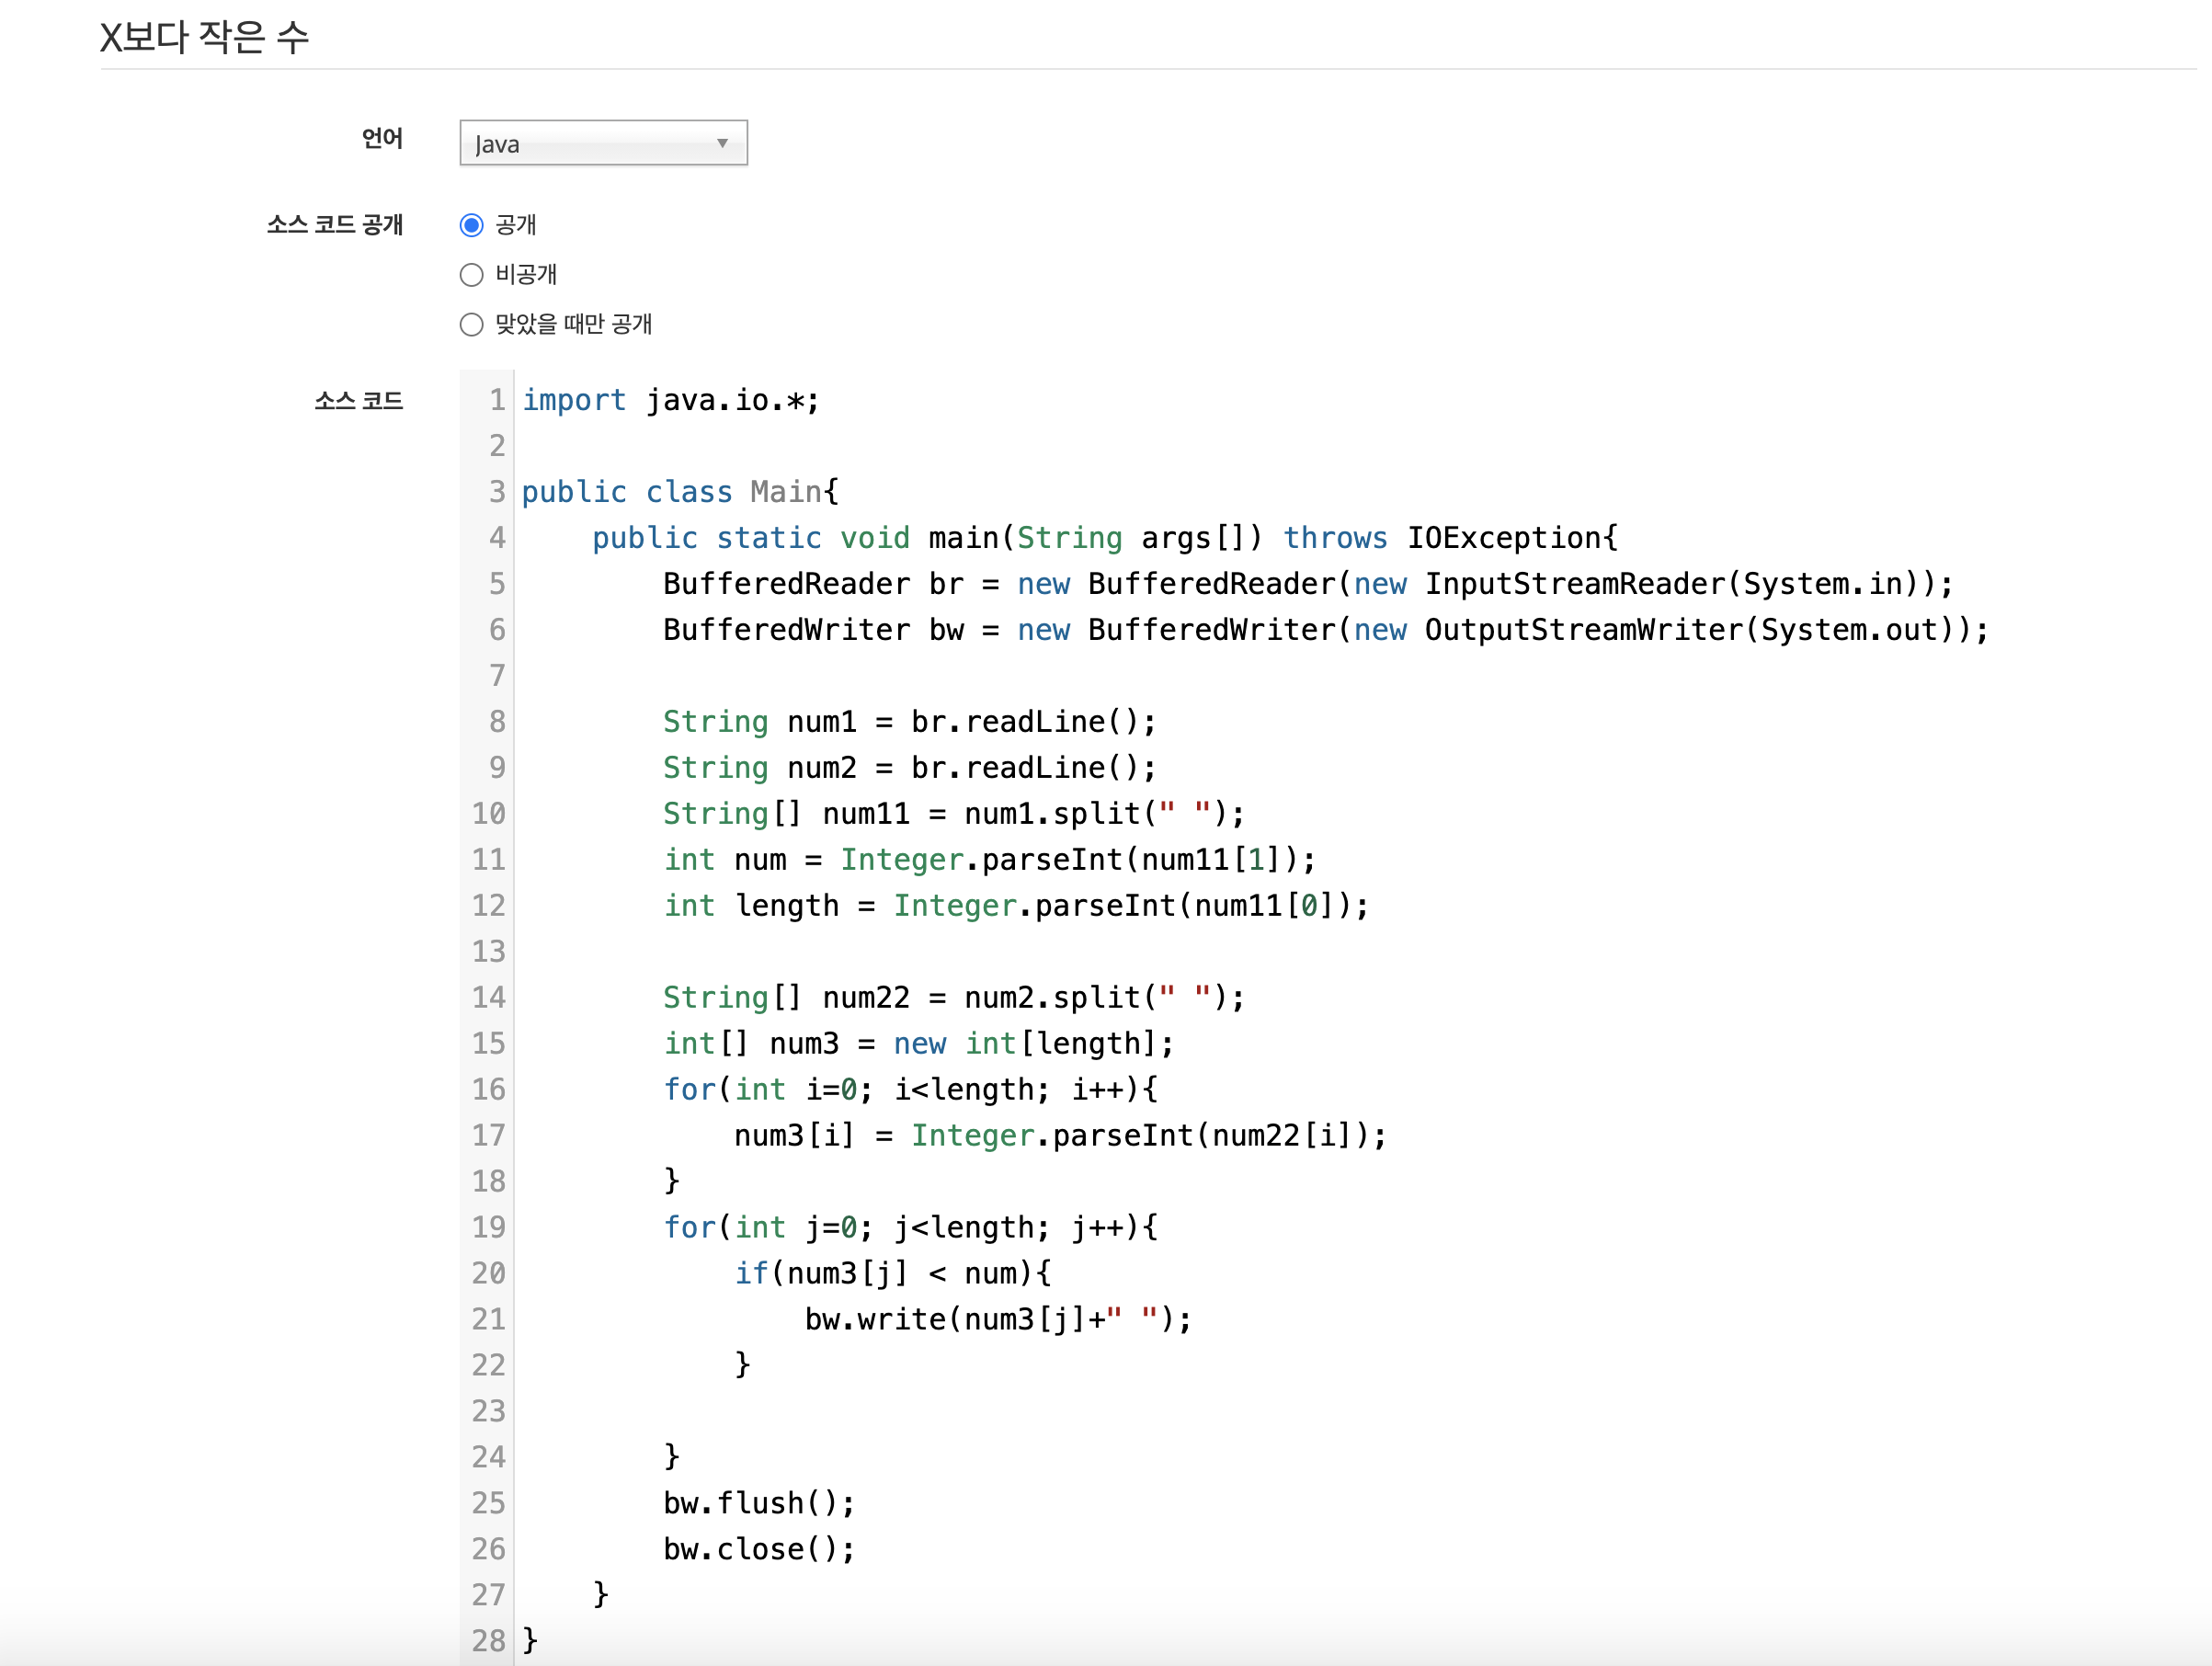 X보다 작은 수
언어
Java
소스 코드 공개
공개
비공개
맞았을 때만 공개
소스 코드
1 import java.io.*;
2
3 public class Main{
4     public static void main(String args[]) throws IOException{
5         BufferedReader br = new BufferedReader(new InputStreamReader(System.in));
6         BufferedWriter bw = new BufferedWriter(new OutputStreamWriter(System.out));
7
8         String num1 = br.readLine();
9         String num2 = br.readLine();
10         String[] num11 = num1.split(" ");
11         int num = Integer.parseInt(num11[1]);
12         int length = Integer.parseInt(num11[0]);
13
14         String[] num22 = num2.split(" ");
15         int[] num3 = new int[length];
16         for(int i=0; i<length; i++){
17             num3[i] = Integer.parseInt(num22[i]);
18         }
19         for(int j=0; j<length; j++){
20             if(num3[j] < num){
21                 bw.write(num3[j]+" ");
22             }
23
24         }
25         bw.flush();
26         bw.close();
27     }
28 }